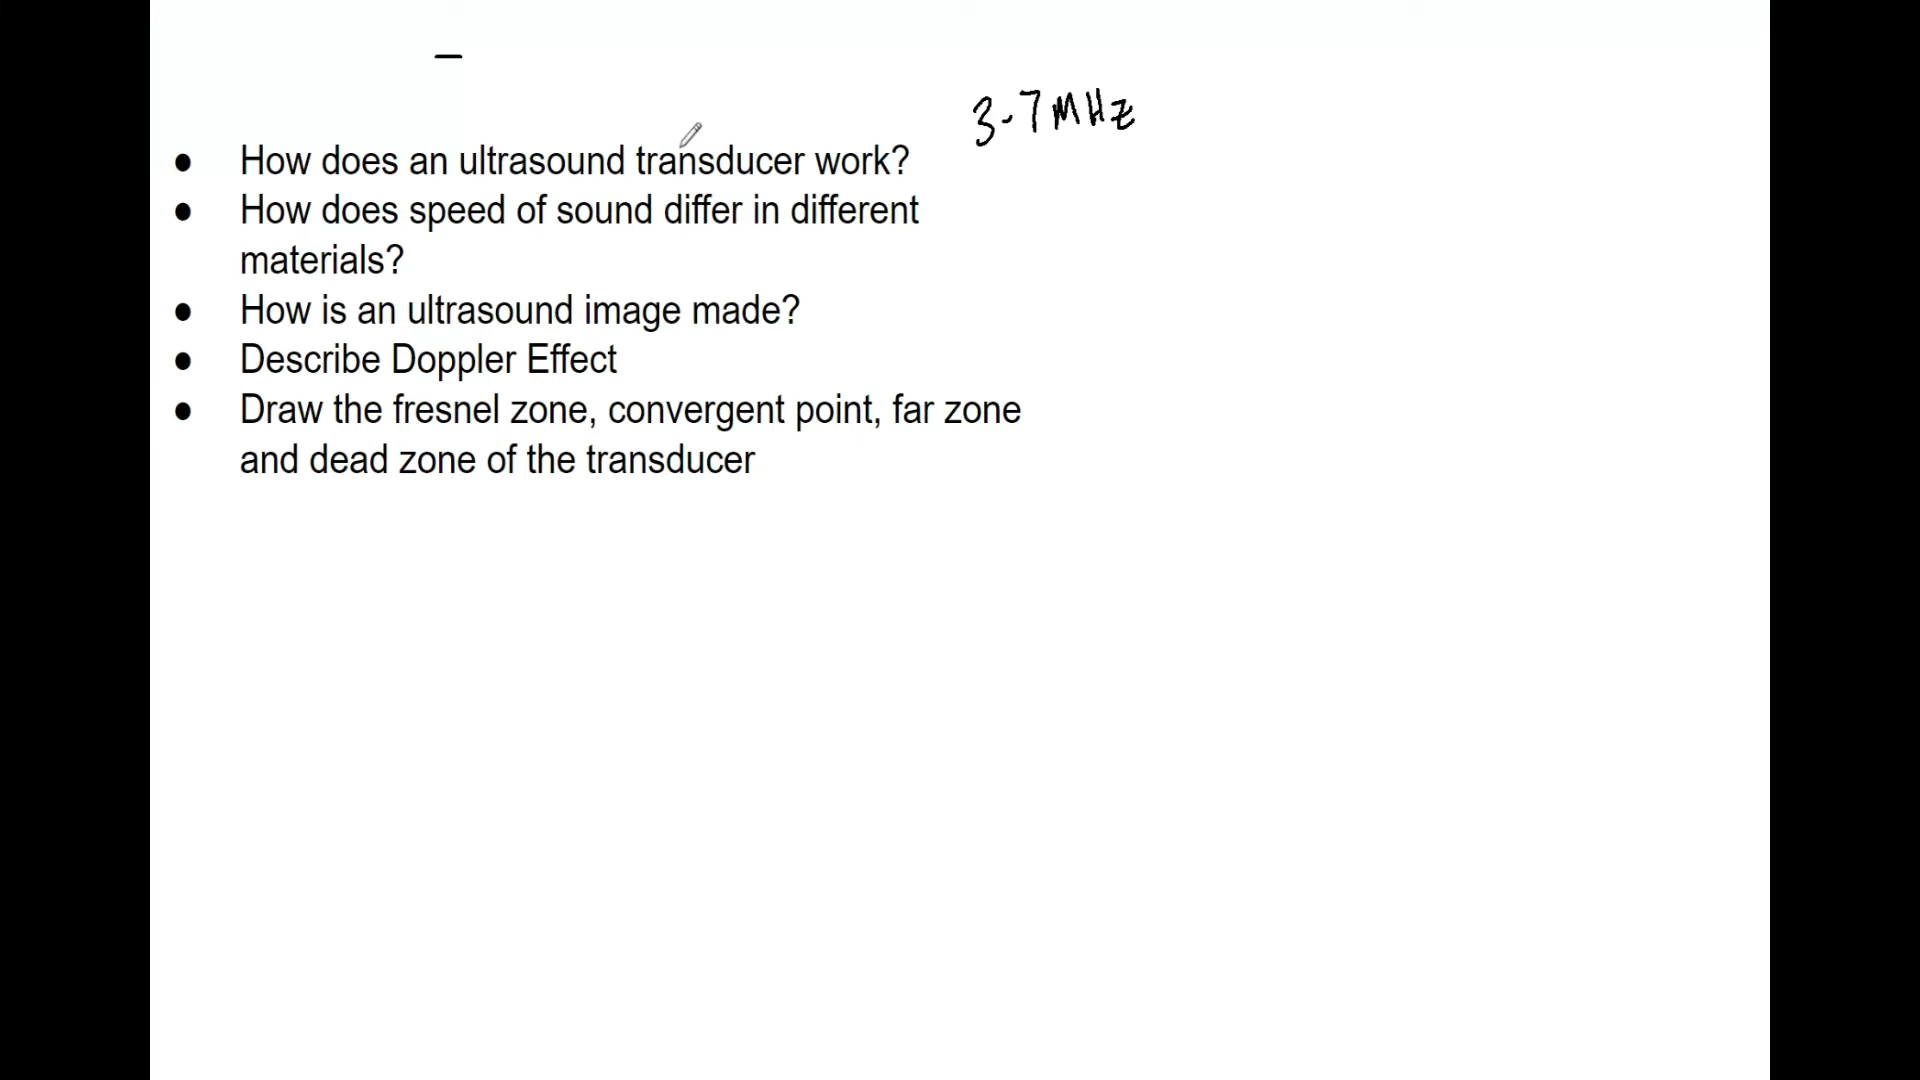 3-7 MHz
● How does an ultrasound transducer work?
● How does speed of sound differ in different
materials?
● How is an ultrasound image made?
● Describe Doppler Effect
● Draw the fresnel zone, convergent point, far zone
and dead zone of the transducer